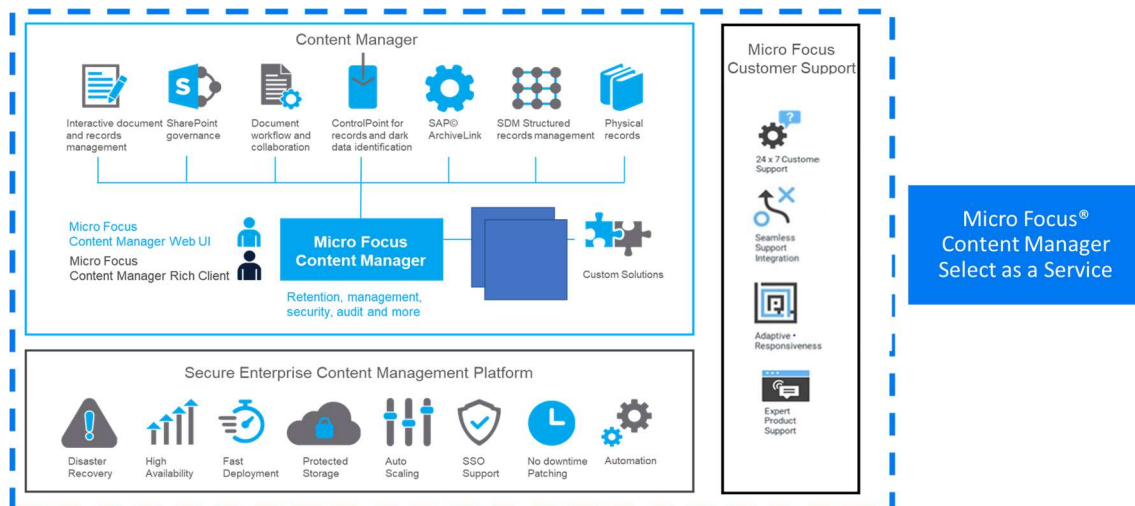 Content Manager
Interactive document
and records
management
SharePoint
governance
Document
workflow and
collaboration
ControlPoint for
records and dark
data identification
SAP©
ArchiveLink
SDM Structured
records management
Physical
records
Micro Focus
Content Manager Web UI
Micro Focus
Content Manager Rich Client
Micro Focus
Content Manager
Retention, management,
security, audit and more
Custom Solutions
Secure Enterprise Content Management Platform
Disaster
Recovery
High
Availability
Fast
Deployment
Protected
Storage
Auto
Scaling
SSO
Support
No downtime
Patching
Automation
Micro Focus
Customer Support
24 x 7 Custome
Support
Seamless
Support
Integration
Adaptive •
Responsiveness
Expert
Product
Support
Micro Focus®
Content Manager
Select as a Service